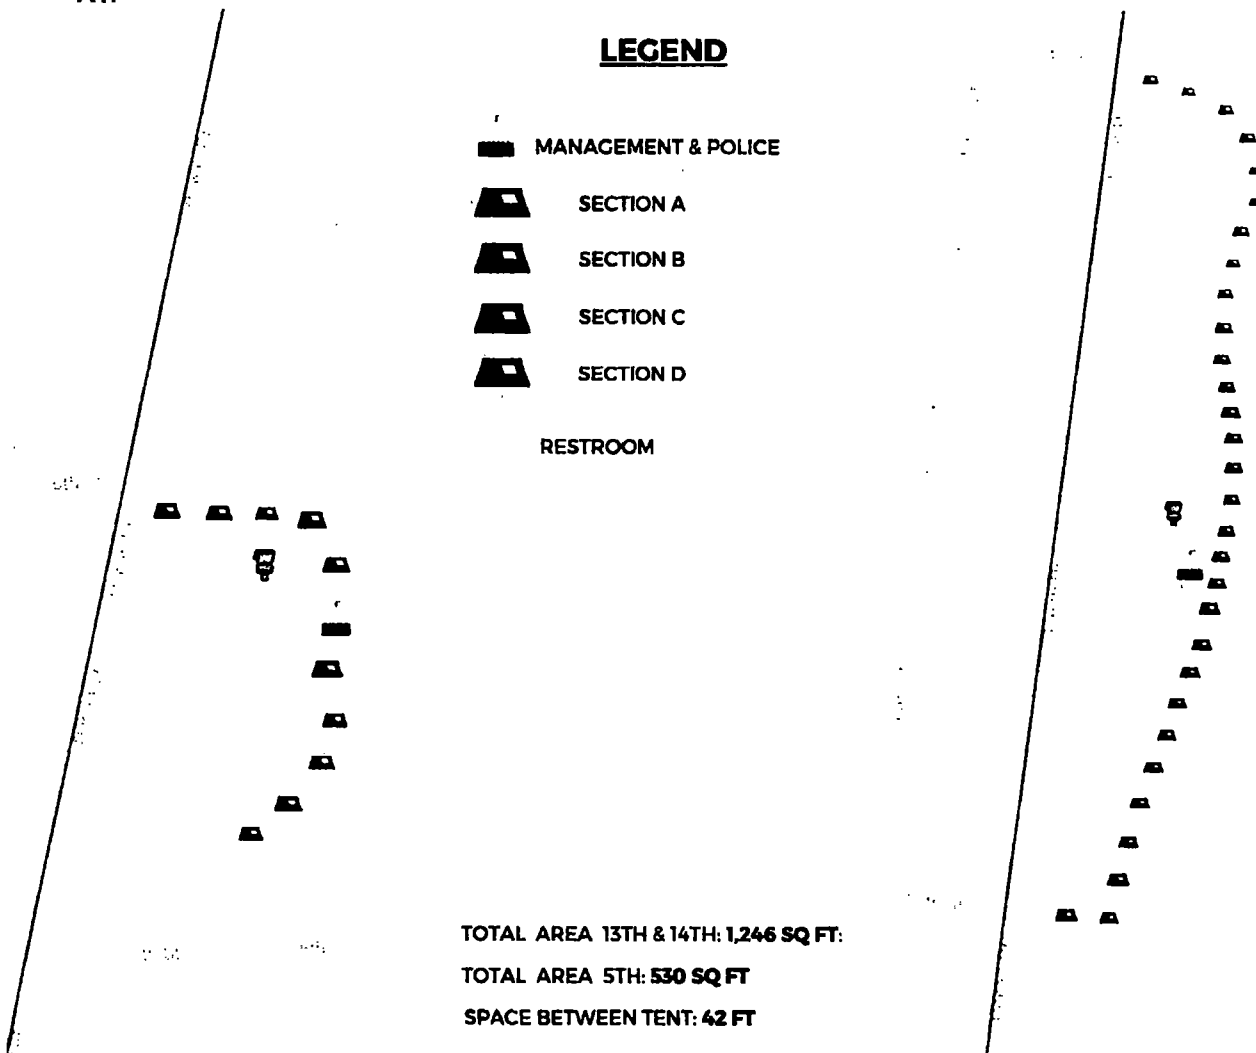 LEGEND
MANAGEMENT & POLICE
SECTION A
SECTION B
SECTION C
SECTION D
RESTROOM
TOTAL AREA 13TH & 14TH: 1,246 SQ FT:
TOTAL AREA 5TH: 530 SQ FT
SPACE BETWEEN TENT: 42 FT